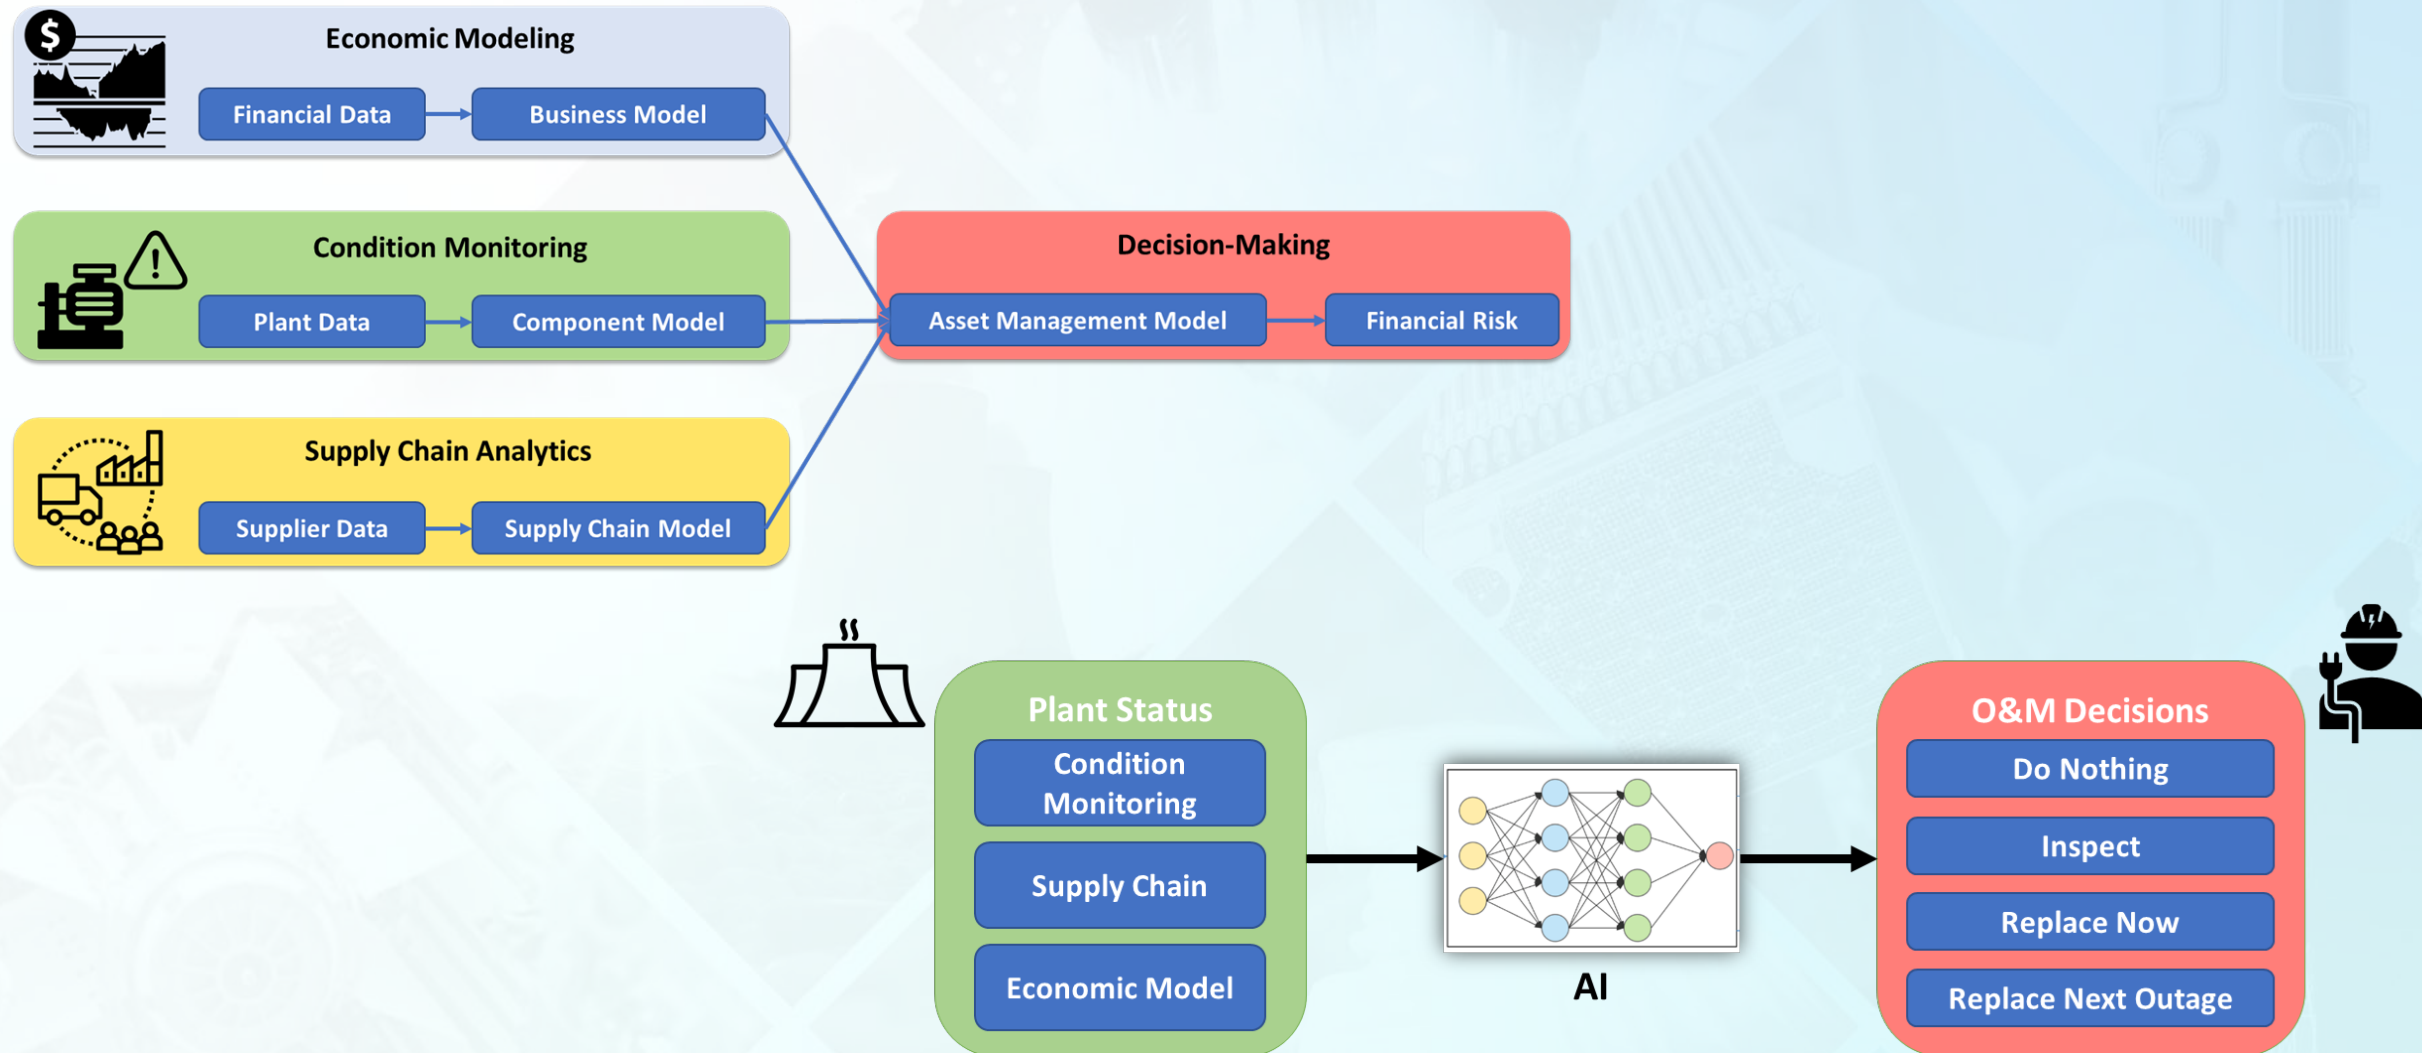 $
Economic Modeling
Financial Data
Business Model
Condition Monitoring
Plant Data
Component Model
Decision-Making
Asset Management Model
Financial Risk
Supply Chain Analytics
Supplier Data
Supply Chain Model
Plant Status
Condition
Monitoring
Supply Chain
Economic Model
AI
O&M Decisions
Do Nothing
Inspect
Replace Now
Replace Next Outage